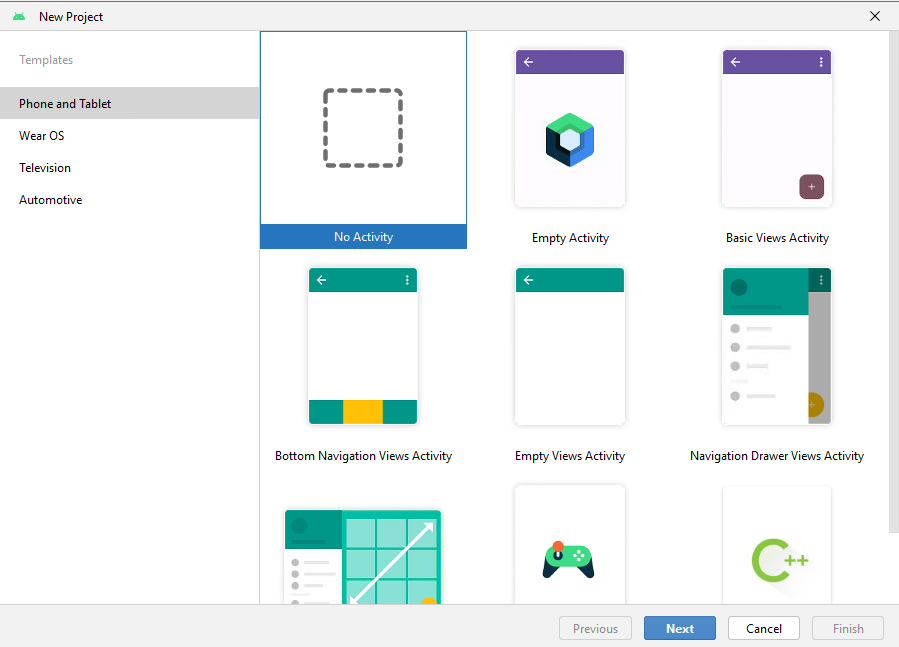 New Project
Templates
Phone and Tablet
Wear OS
Television
Automotive
No Activity
Empty Activity
Basic Views Activity
Bottom Navigation Views Activity
Empty Views Activity
Navigation Drawer Views Activity
C++
Previous
Next
Cancel
Finish